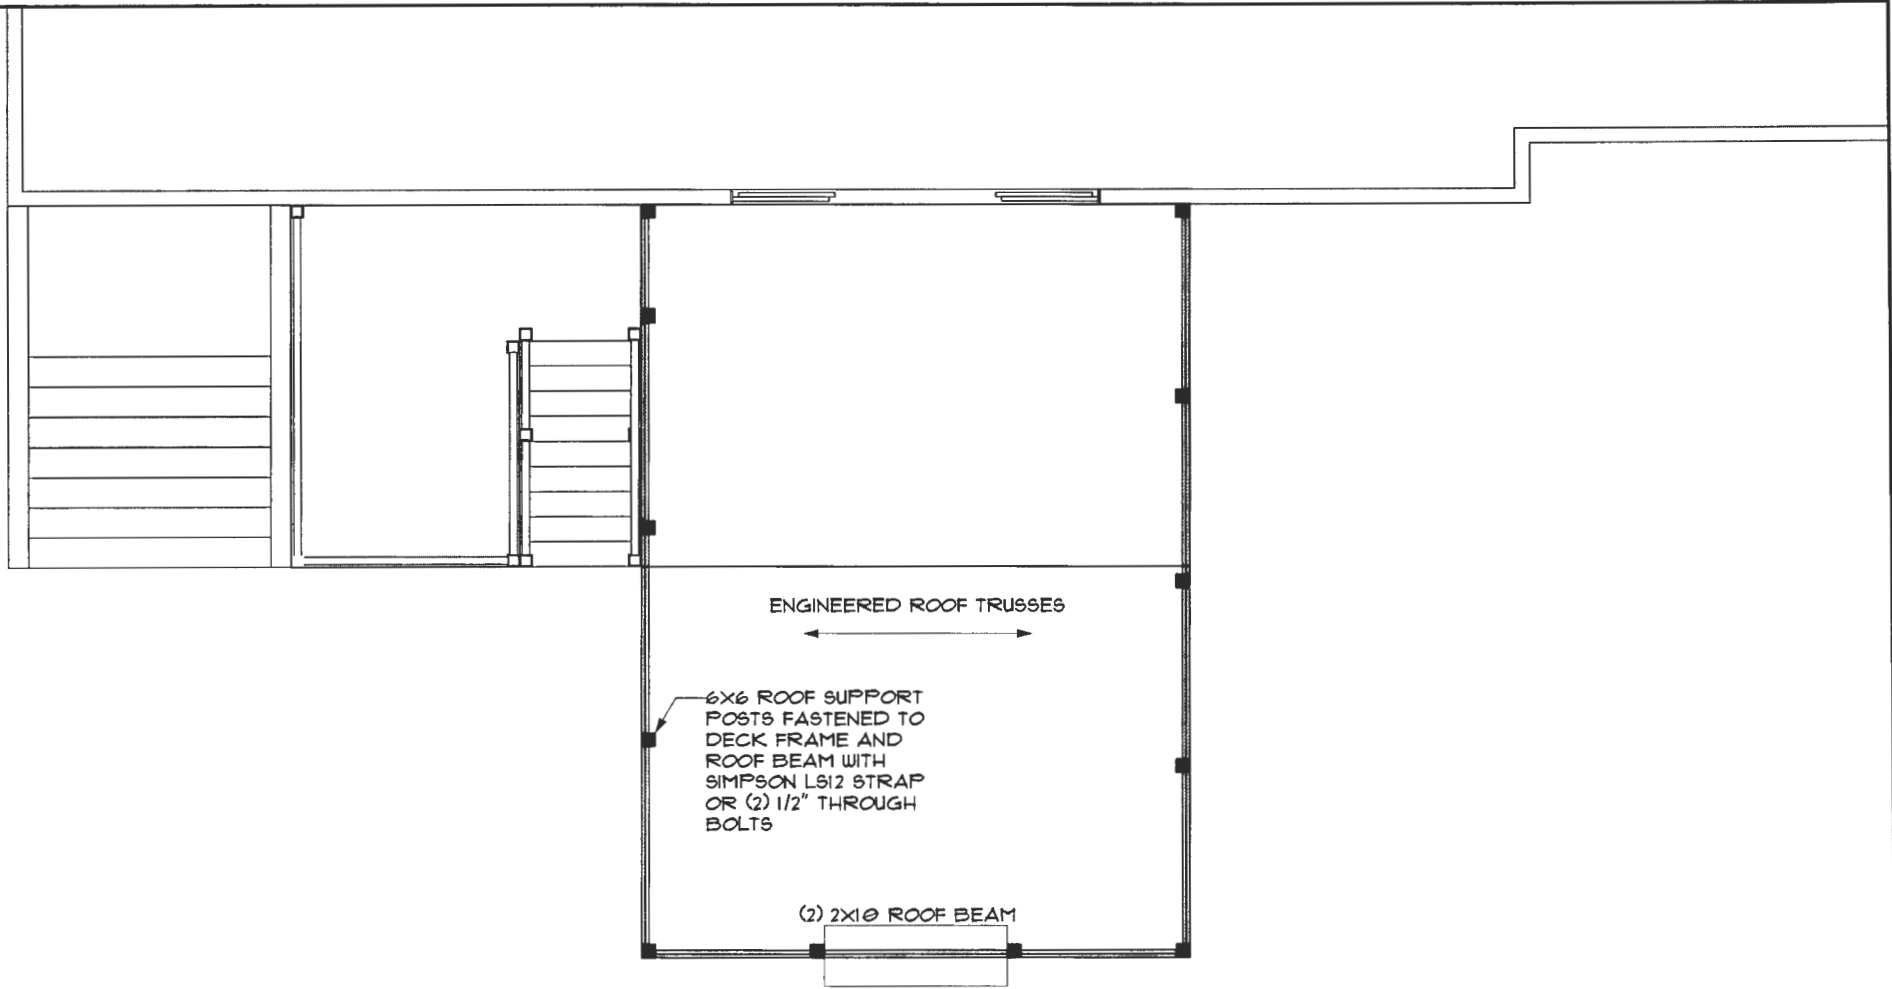 ENGINEERED ROOF TRUSSES
6X6 ROOF SUPPORT
POSTS FASTENED TO
DECK FRAME AND
ROOF BEAM WITH
SIMPSON LS12 STRAP
OR (2) 1/2" THROUGH
BOLTS
(2) 2X10 ROOF BEAM